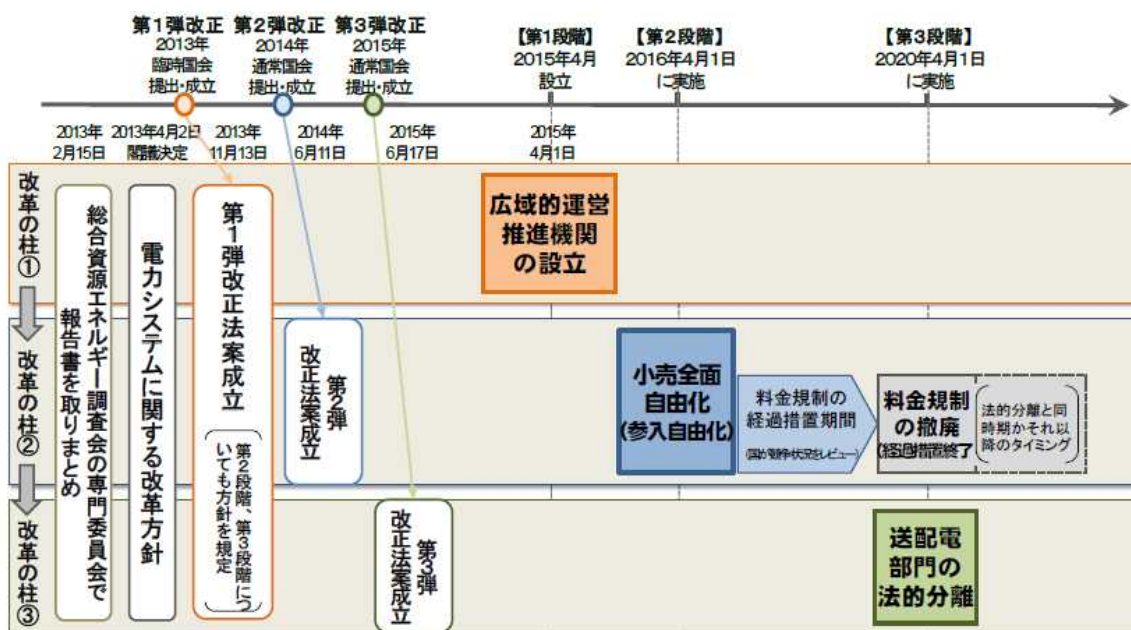 第1弾改正
2013年
臨時国会
提出・成立
第2弾改正
2014年
通常国会
提出・成立
第3弾改正
2015年
通常国会
提出・成立
【第1段階】
2015年4月
設立
【第2段階】
2016年4月1日
に実施
【第3段階】
2020年4月1日
に実施
2013年
2月15日
2013年4月2日
閣議決定
2013年
11月13日
2014年
6月11日
2015年
6月17日
2015年
4月1日
改革の柱①
改革の柱②
改革の柱③
総合資源エネルギー調査会の専門委員会で
報告書を取りまとめ
電力システムに関する改革方針
第1弾改正法案成立
第2段階、第3段階につ
いても方針を規定
第2弾
改正法案成立
第3弾
改正法案成立
広域的運営
推進機関
の設立
小売全面
自由化
(参入自由化)
料金規制の
経過措置期間
(国が競争状況をレビュー)
料金規制
の撤廃
(経過措置終了
法的分離と同
時期かそれ以
降のタイミング
送配電
部門の
法的分離